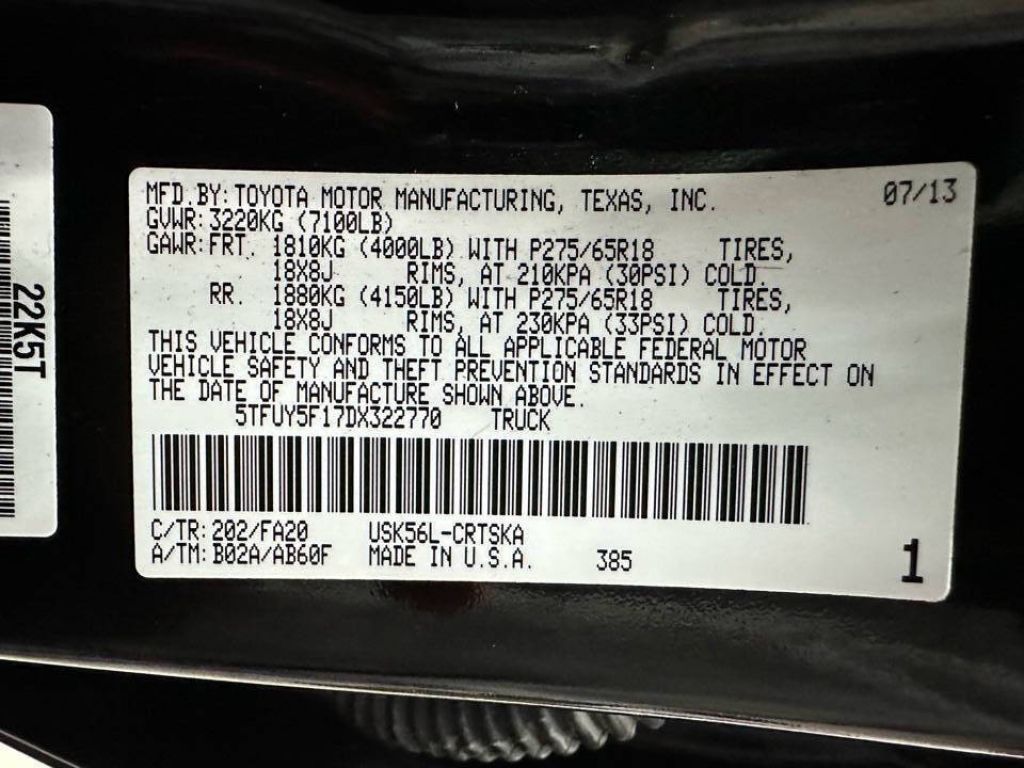 MFD.BY: TOYOTA MOTOR MANUFACTURING, TEXAS, INC. 07/13
GVWR: 3220KG (7100LB)
GAWR: FRT. 1810KG (4000LB) WITH P275/65R18 TIRES,
18X8J RIMS, AT 210KPA (30PSI) COLD.
RR. 1880KG (4150LB) WITH P275/65R18 TIRES,
18X8J RIMS, AT 230KPA (33PSI) COLD.
THIS VEHICLE CONFORMS TO ALL APPLICABLE FEDERAL MOTOR
VEHICLE SAFETY AND THEFT PREVENTION STANDARDS IN EFFECT ON
THE DATE OF MANUFACTURE SHOWN ABOVE.
5TFUY5F17DX322770 TRUCK
C/TR: 202/FA20 USK56L-CRTSKA
A/TM: B02A/AB60F MADE IN U.S.A. 385
1
22K5T